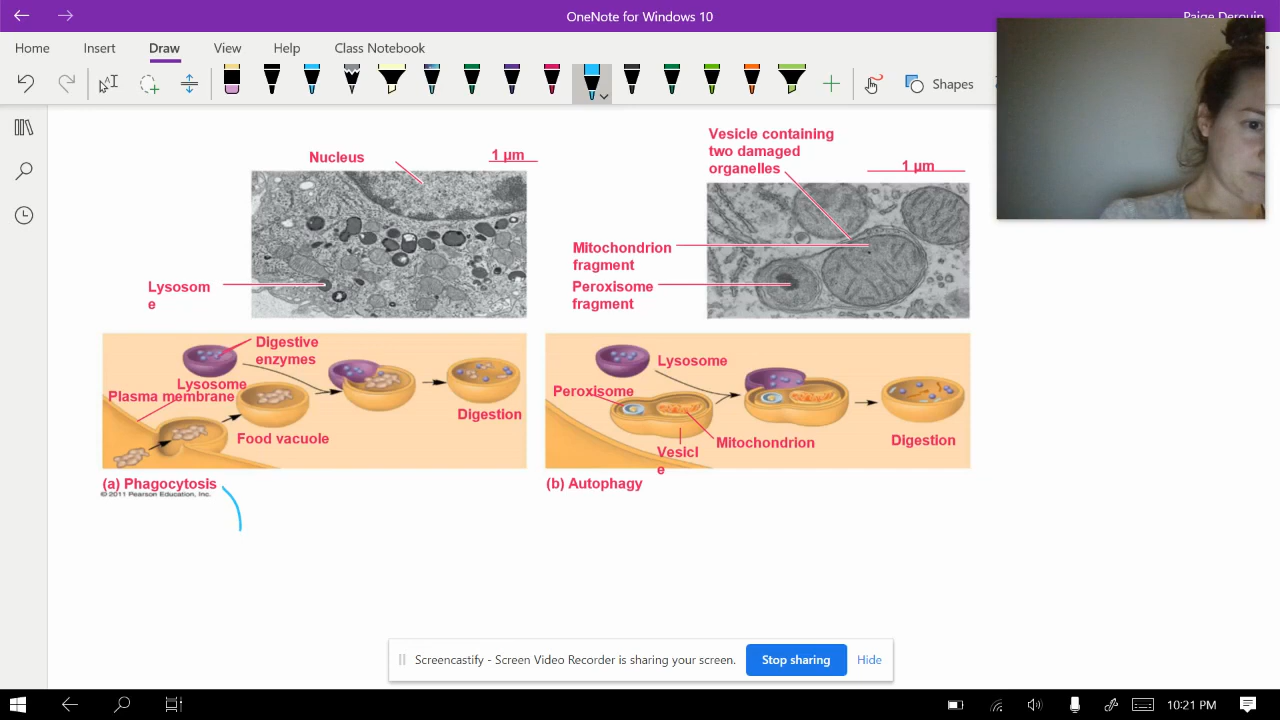 OneNote for Windows 10
Home Insert Draw View Help Class Notebook
Shapes
Nucleus
1 µm
Lysosom
e
Vesicle containing
two damaged
organelles
1 µm
Mitochondrion
fragment
Peroxisome
fragment
Digestive
enzymes
Lysosome
Plasma membrane
Food vacuole
Digestion
(a) Phagocytosis
© 2011 Pearson Education, Inc.
Lysosome
Peroxisome
Mitochondrion
Vesicl
e
Digestion
(b) Autophagy
Screencastify - Screen Video Recorder is sharing your screen.
Stop sharing
Hide
10:21 PM